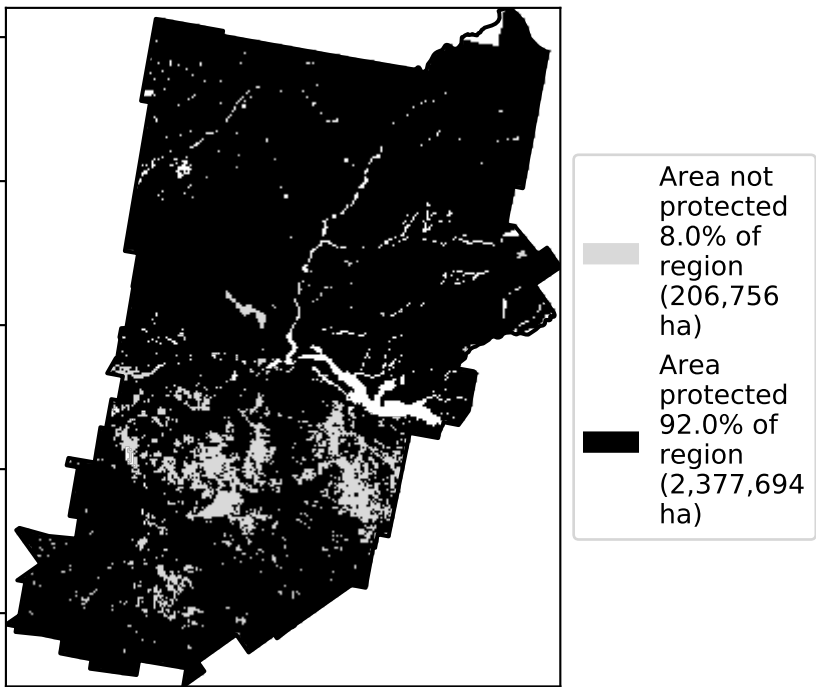 Area not
protected
8.0% of
region
(206,756
ha)
Area
protected
92.0% of
region
(2,377,694
ha)